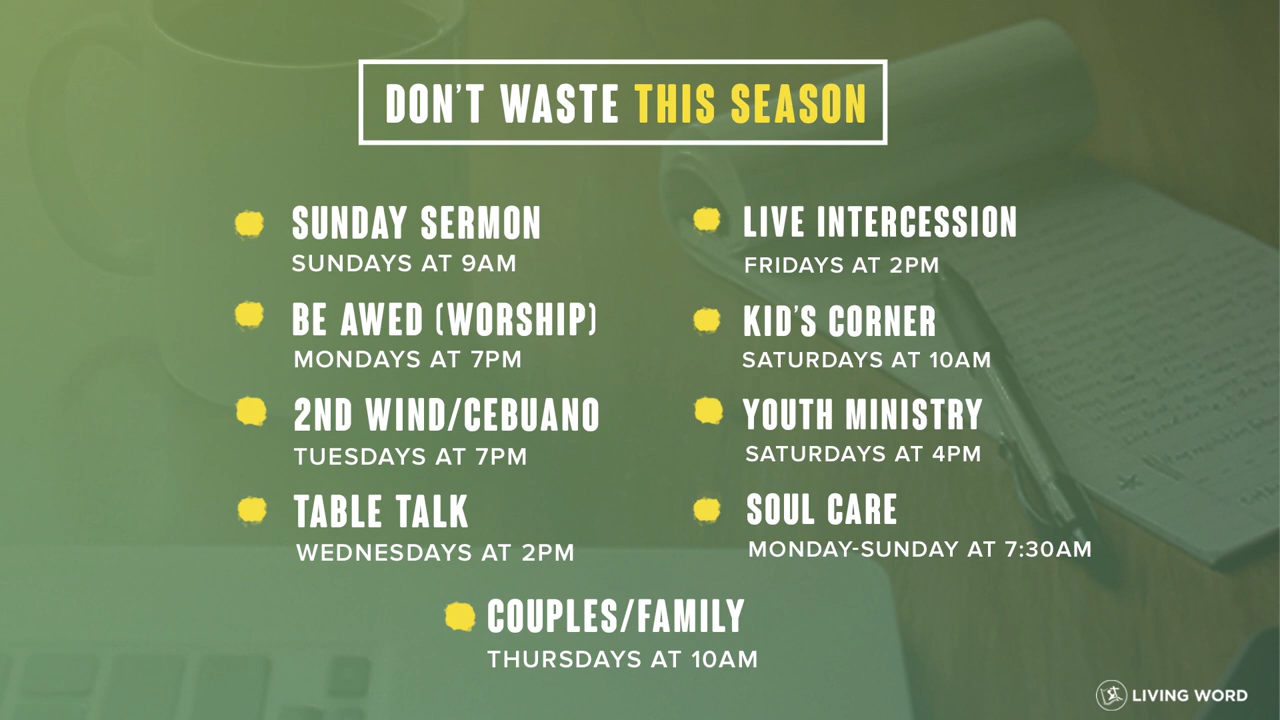 DON'T WASTE THIS SEASON
SUNDAY SERMON
SUNDAYS AT 9AM
BE AWED (WORSHIP)
MONDAYS AT 7PM
2ND WIND/CEBUANO
TUESDAYS AT 7PM
TABLE TALK
WEDNESDAYS AT 2PM
LIVE INTERCESSION
FRIDAYS AT 2PM
KID'S CORNER
SATURDAYS AT 10AM
YOUTH MINISTRY
SATURDAYS AT 4PM
SOUL CARE
MONDAY-SUNDAY AT 7:30AM
COUPLES/FAMILY
THURSDAYS AT 10AM
LIVING WORD